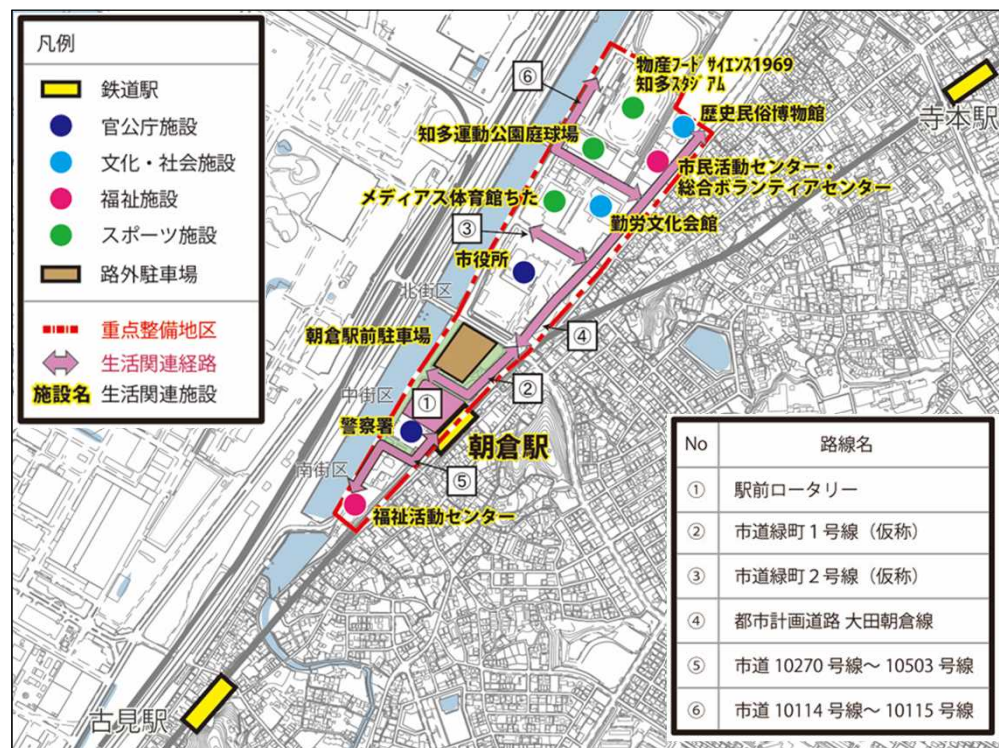 凡例
鉄道駅
官公庁施設
文化・社会施設
福祉施設
スポーツ施設
路外駐車場
重点整備地区
生活関連経路
施設名 生活関連施設
⑥
物産フードサイエンス1969
知多スタジアム
歴史民俗博物館
寺本駅
知多運動公園庭球場
市民活動センター・
総合ボランティアセンター
メディアス体育館ちた
③
勤労文化会館
市役所
北街区
朝倉駅前駐車場
④
②
中街区
①
警察署
朝倉駅
南街区
⑤
福祉活動センター
古見駅
No 路線名
① 駅前ロータリー
② 市道緑町1号線（仮称）
③ 市道緑町2号線（仮称）
④ 都市計画道路 大田朝倉線
⑤ 市道 10270 号線～ 10503 号線
⑥ 市道 10114 号線～ 10115 号線